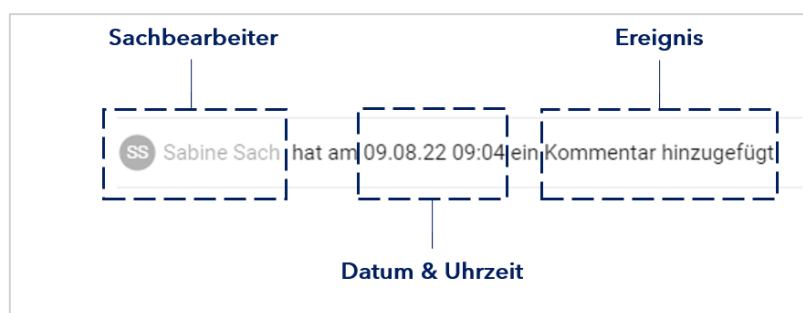 Sachbearbeiter Ereignis
SS Sabine Sach hat am 09.08.22 09:04 ein Kommentar hinzugefügt
Datum & Uhrzeit